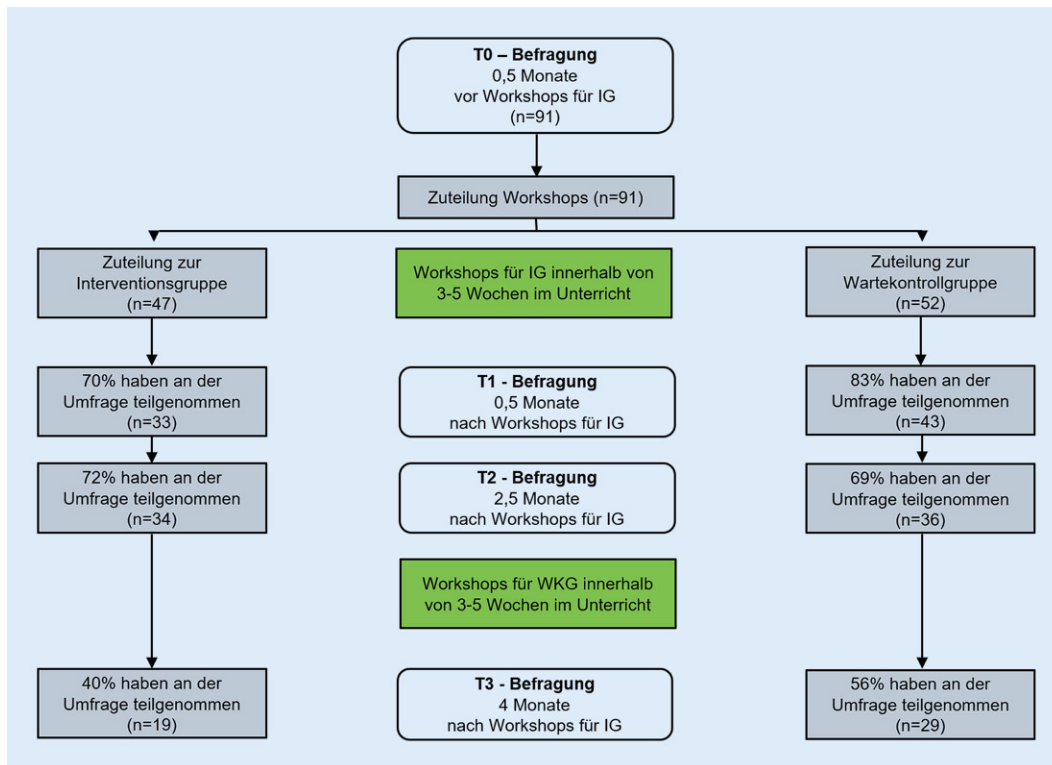 T0 – Befragung
0,5 Monate
vor Workshops für IG
(n=91)
Zuteilung Workshops (n=91)
Zuteilung zur
Interventionsgruppe
(n=47)
Workshops für IG innerhalb von
3-5 Wochen im Unterricht
Zuteilung zur
Wartekontrollgruppe
(n=52)
70% haben an der
Umfrage teilgenommen
(n=33)
T1 - Befragung
0,5 Monate
nach Workshops für IG
83% haben an der
Umfrage teilgenommen
(n=43)
72% haben an der
Umfrage teilgenommen
(n=34)
T2 - Befragung
2,5 Monate
nach Workshops für IG
69% haben an der
Umfrage teilgenommen
(n=36)
Workshops für WKG innerhalb
von 3-5 Wochen im Unterricht
40% haben an der
Umfrage teilgenommen
(n=19)
T3 - Befragung
4 Monate
nach Workshops für IG
56% haben an der
Umfrage teilgenommen
(n=29)